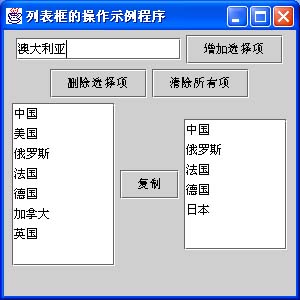 列表框的操作示例程序
澳大利亚
增加选择项
删除选择项
清除所有项
中国
美国
俄罗斯
法国
德国
加拿大
英国
复制
中国
俄罗斯
法国
德国
日本